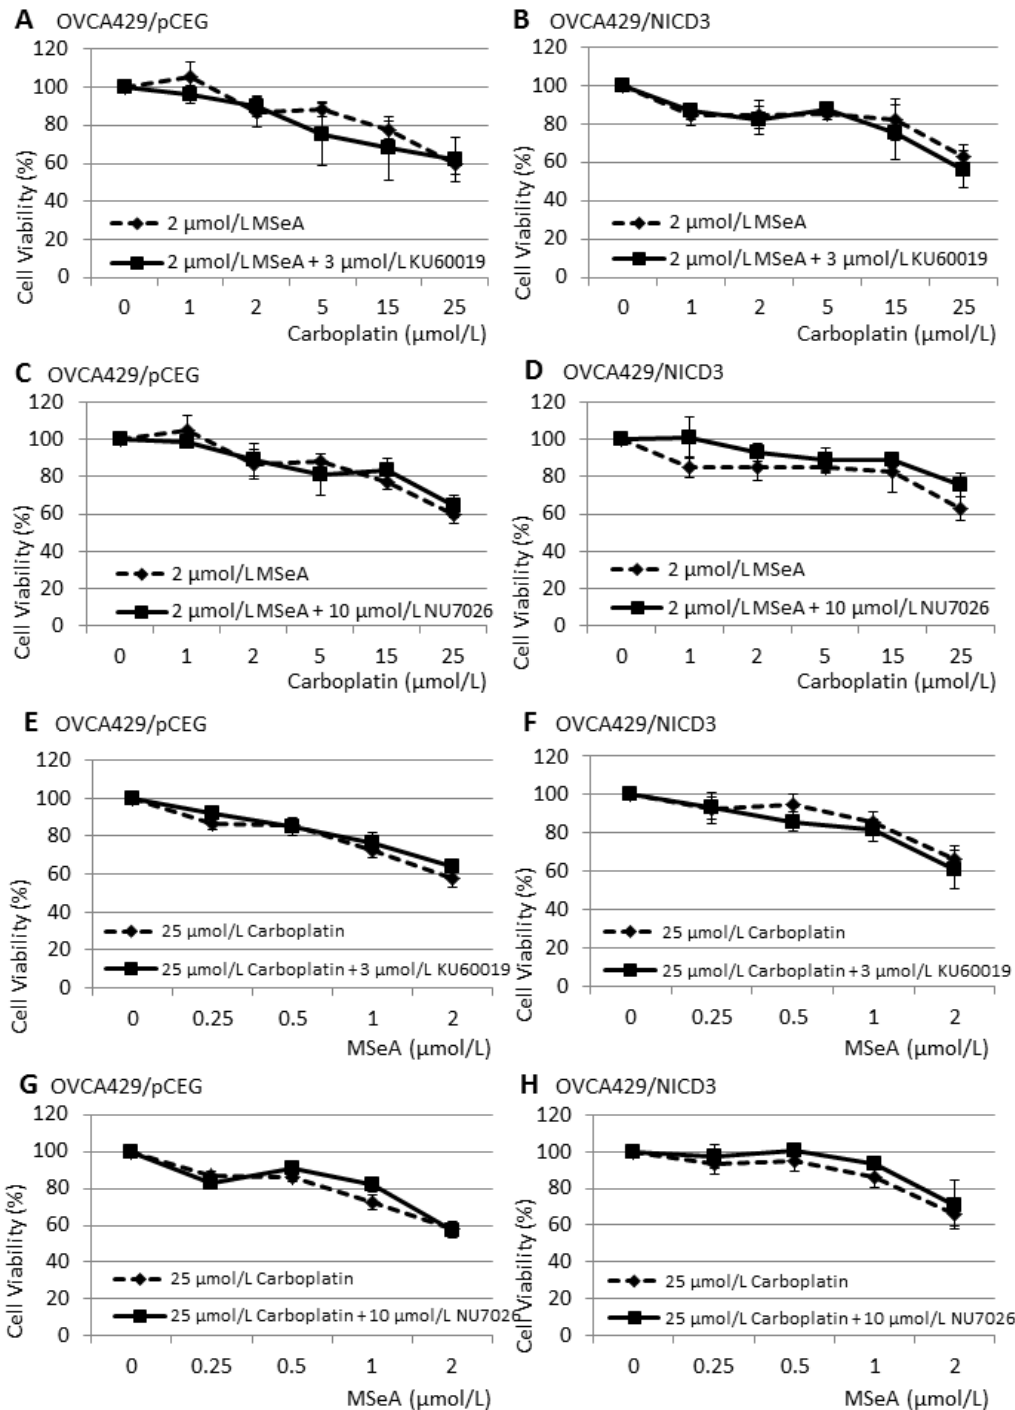 A OVCA429/pCEG
120
100
80
60
40
20
0
Cell Viability (%)
2 µmol/L MSeA
2 µmol/L MSeA + 3 µmol/L KU60019
0 1 2 5 15 25
Carboplatin (µmol/L)
B OVCA429/NICD3
120
100
80
60
40
20
0
Cell Viability (%)
2 µmol/L MSeA
2 µmol/L MSeA + 3 µmol/L KU60019
0 1 2 5 15 25
Carboplatin (µmol/L)
C OVCA429/pCEG
120
100
80
60
40
20
0
Cell Viability (%)
2 µmol/L MSeA
2 µmol/L MSeA + 10 µmol/L NU7026
0 1 2 5 15 25
Carboplatin (µmol/L)
D OVCA429/NICD3
120
100
80
60
40
20
0
Cell Viability (%)
2 µmol/L MSeA
2 µmol/L MSeA + 10 µmol/L NU7026
0 1 2 5 15 25
Carboplatin (µmol/L)
E OVCA429/pCEG
120
100
80
60
40
20
0
Cell Viability (%)
25 µmol/L Carboplatin
25 µmol/L Carboplatin + 3 µmol/L KU60019
0 0.25 0.5 1 2
MSeA (µmol/L)
F OVCA429/NICD3
120
100
80
60
40
20
0
Cell Viability (%)
25 µmol/L Carboplatin
25 µmol/L Carboplatin + 3 µmol/L KU60019
0 0.25 0.5 1 2
MSeA (µmol/L)
G OVCA429/pCEG
120
100
80
60
40
20
0
Cell Viability (%)
25 µmol/L Carboplatin
25 µmol/L Carboplatin + 10 µmol/L NU7026
0 0.25 0.5 1 2
MSeA (µmol/L)
H OVCA429/NICD3
120
100
80
60
40
20
0
Cell Viability (%)
25 µmol/L Carboplatin
25 µmol/L Carboplatin + 10 µmol/L NU7026
0 0.25 0.5 1 2
MSeA (µmol/L)